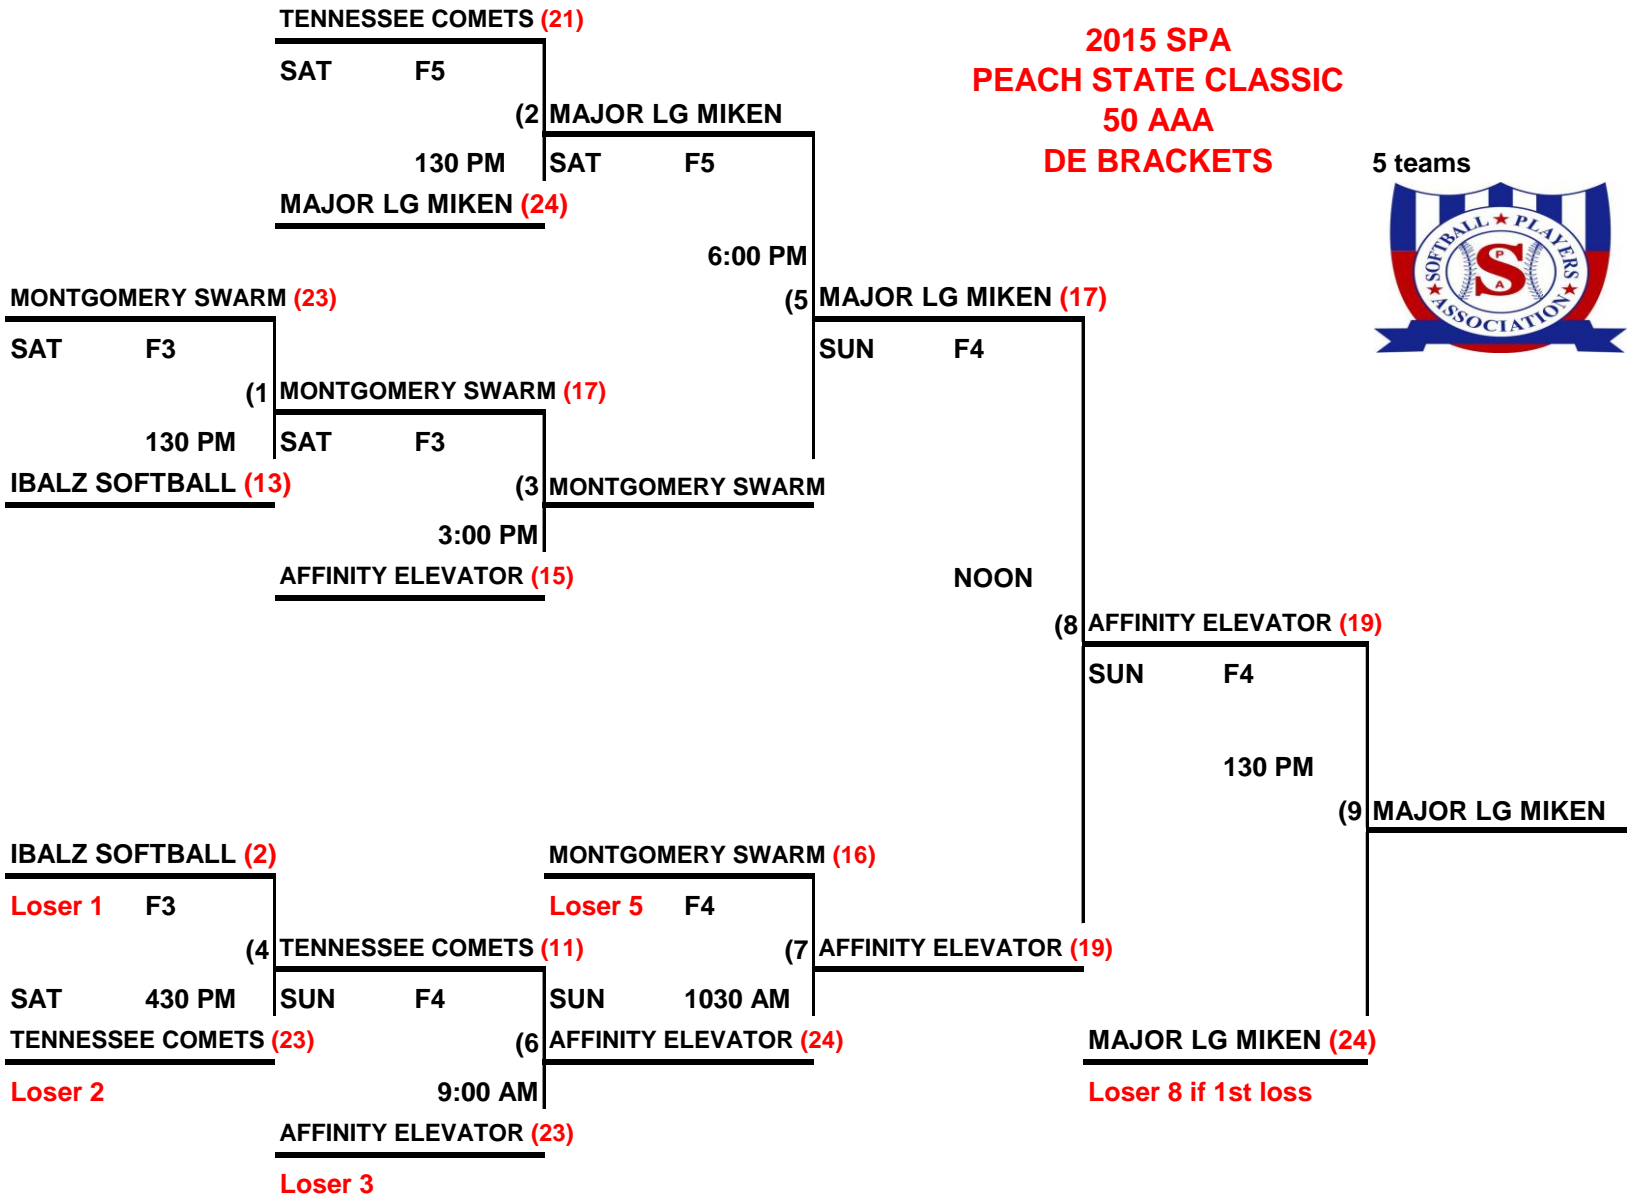 TENNESSEE COMETS (21)
2015 SPA
PEACH STATE CLASSIC
50 AAA
DE BRACKETS
5 teams
SOFTBALL ★ PLAYERS ★ ASSOCIATION ★
S
P
A
SAT F5
(2 MAJOR LG MIKEN
130 PM SAT F5
MAJOR LG MIKEN (24)
6:00 PM
MONTGOMERY SWARM (23)
(5 MAJOR LG MIKEN (17)
SAT F3
SUN F4
(1 MONTGOMERY SWARM (17)
130 PM SAT F3
IBALZ SOFTBALL (13)
(3 MONTGOMERY SWARM
3:00 PM
AFFINITY ELEVATOR (15)
NOON
(8 AFFINITY ELEVATOR (19)
SUN F4
130 PM
(9 MAJOR LG MIKEN
IBALZ SOFTBALL (2)
MONTGOMERY SWARM (16)
Loser 1 F3
Loser 5 F4
(4 TENNESSEE COMETS (11)
(7 AFFINITY ELEVATOR (19)
SAT 430 PM SUN F4
SUN 1030 AM
TENNESSEE COMETS (23)
(6 AFFINITY ELEVATOR (24)
MAJOR LG MIKEN (24)
Loser 2
9:00 AM
Loser 8 if 1st loss
AFFINITY ELEVATOR (23)
Loser 3